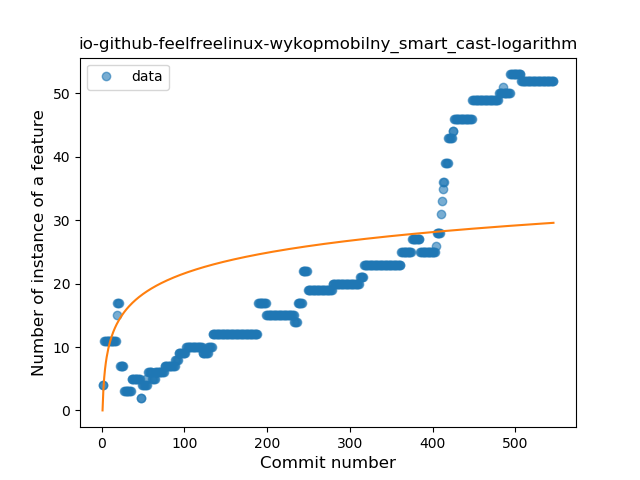 io-github-feelfreelinux-wykopmobilny_smart_cast-logarithm
data
Number of instance of a feature
50
40
30
20
10
0
0 100 200 300 400 500
Commit number